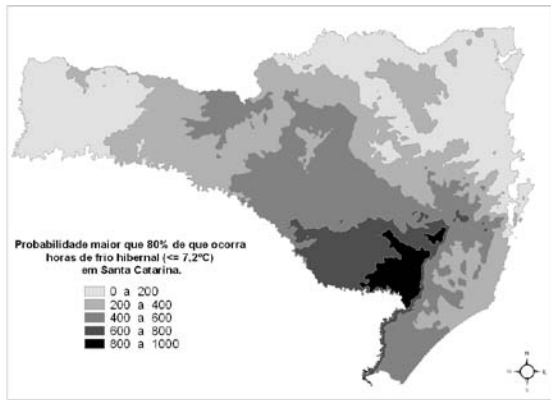 Probabilidade maior que 80% de que ocorra
horas de frio hibernal (<= 7,2ºC)
em Santa Catarina.
0 a 200
200 a 400
400 a 600
600 a 800
800 a 1000